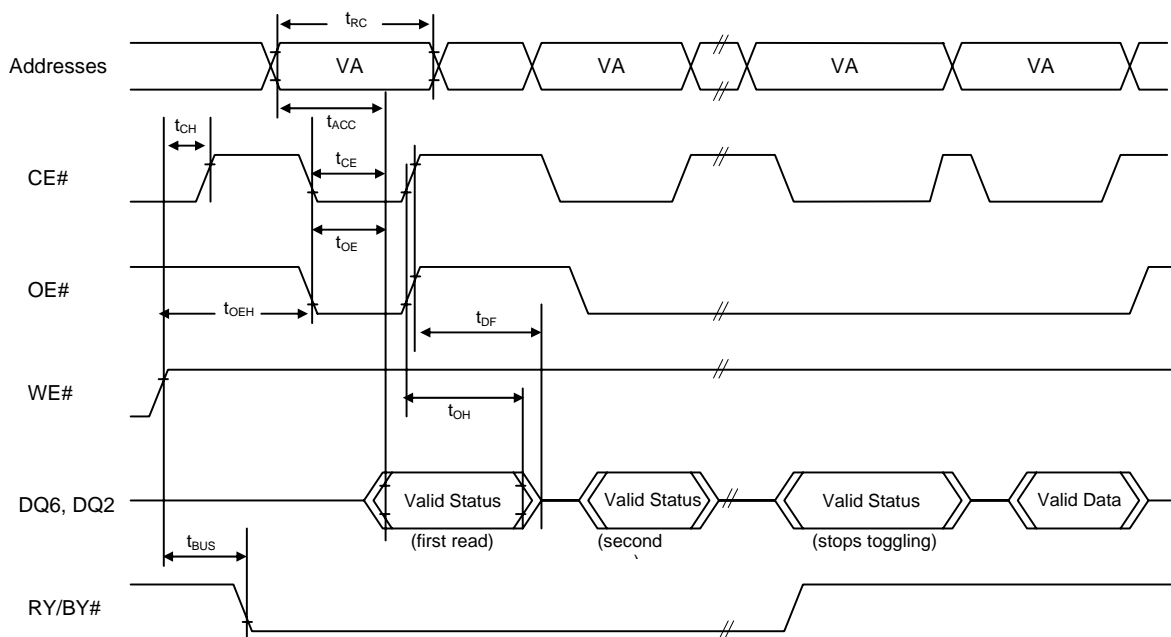 tRC
Addresses VA VA VA VA
tACC
tCH
tCE
CE#
tOE
OE#
tOEH
tDF
WE#
tOH
DQ6, DQ2 Valid Status Valid Status Valid Status Valid Data
(first read) (second (stops toggling)
tBUS
RY/BY#